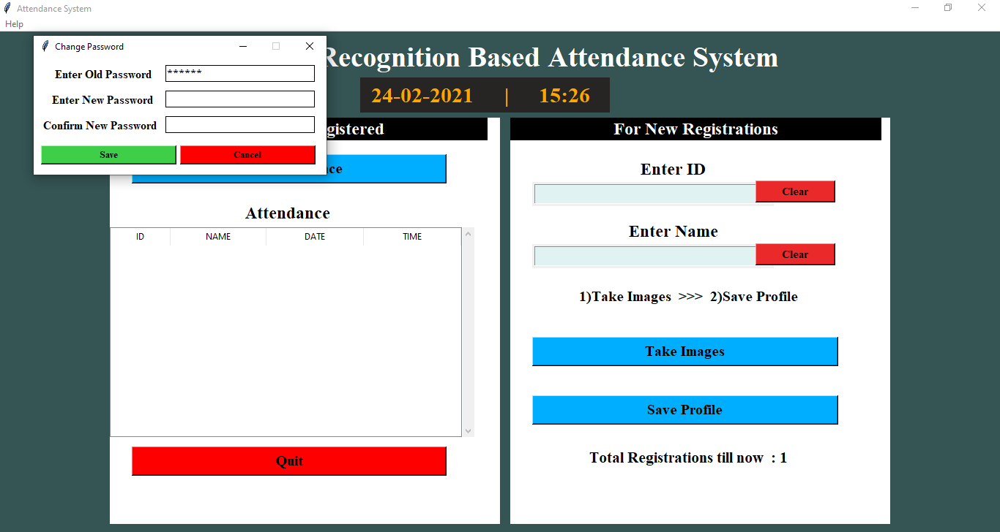 Attendance System
Help
Change Password
Enter Old Password ******
Enter New Password
Confirm New Password
Save Cancel
Recognition Based Attendance System
24-02-2021 | 15:26
For New Registrations
Enter ID
Clear
Enter Name
Clear
1)Take Images >>> 2)Save Profile
Take Images
Save Profile
Total Registrations till now : 1
Attendance
ID NAME DATE TIME
Quit